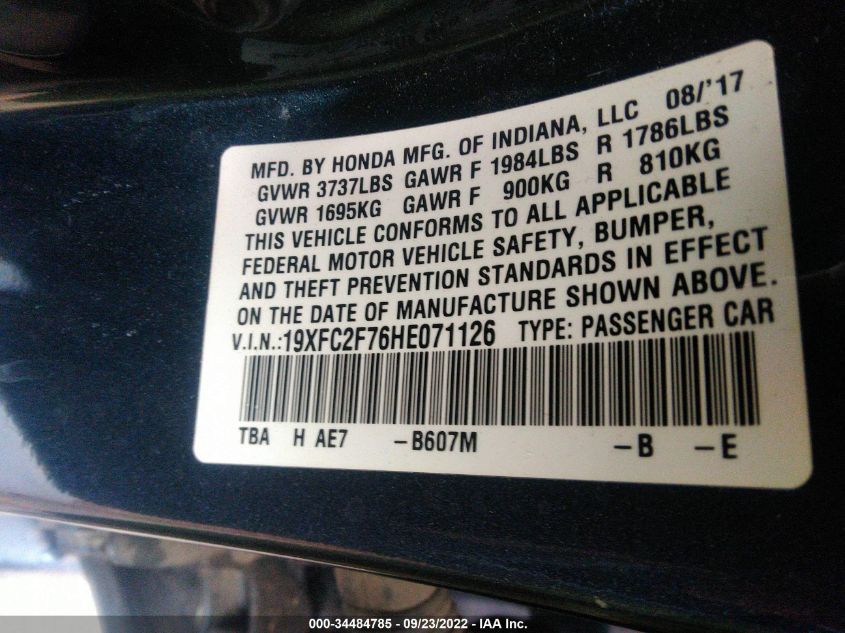 MFD. BY HONDA MFG. OF INDIANA, LLC 08/'17
GVWR 3737LBS GAWR F 1984LBS R 1786LBS
GVWR 1695KG GAWR F 900KG R 810KG
THIS VEHICLE CONFORMS TO ALL APPLICABLE
FEDERAL MOTOR VEHICLE SAFETY, BUMPER,
AND THEFT PREVENTION STANDARDS IN EFFECT
ON THE DATE OF MANUFACTURE SHOWN ABOVE.
V.I.N.:19XFC2F76HE071126 TYPE: PASSENGER CAR
TBA H AE7 –B607M –B –E
000-34484785 - 09/23/2022 - IAA Inc.